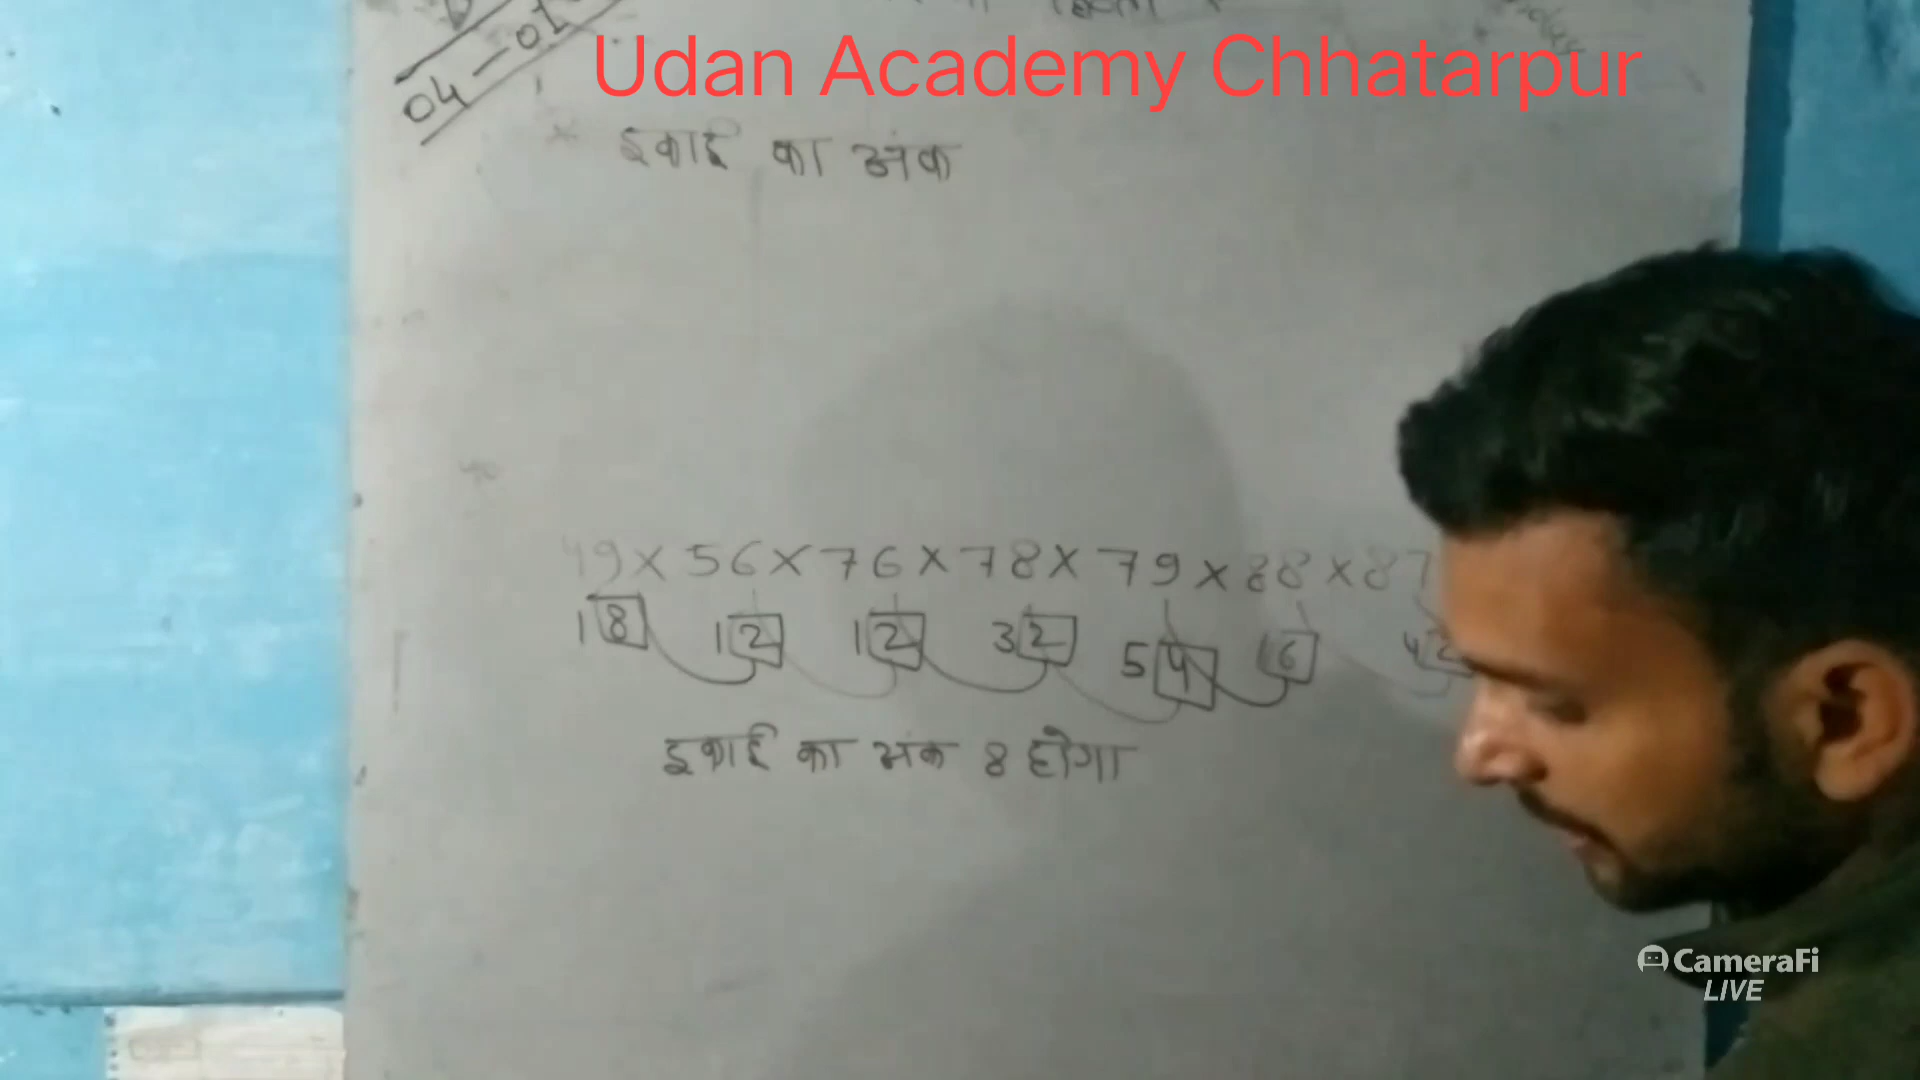 04-01
Udan Academy Chhatarpur
इकाई का अंक
49 × 56 × 76 × 78 × 79 × 88 × 87
18 12 12 32 54 16 42
इकाई का अंक 8 होगा
CameraFi
LIVE